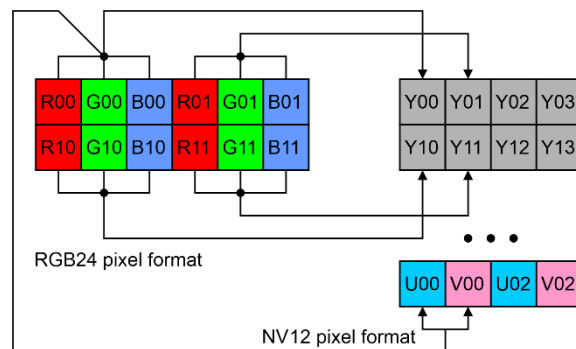 R00 G00 B00 R01 G01 B01 Y00 Y01 Y02 Y03
R10 G10 B10 R11 G11 B11 Y10 Y11 Y12 Y13
RGB24 pixel format
U00 V00 U02 V02
NV12 pixel format